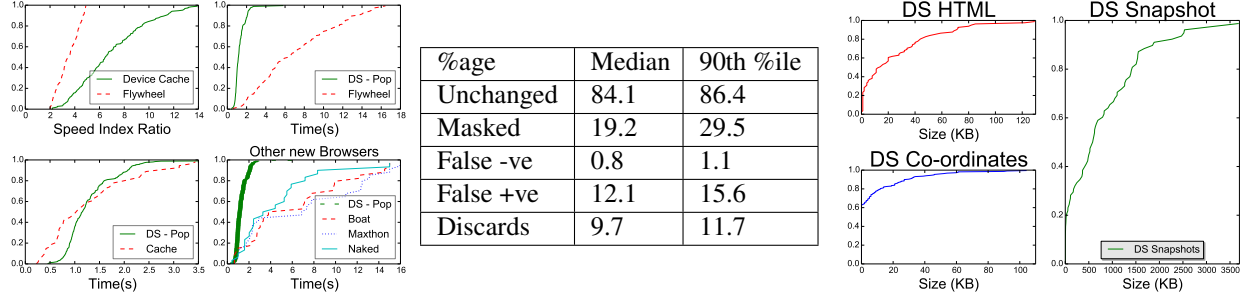 1.0
0.8
0.6
0.4
0.2
0.0
0 2 4 6 8 10 12 14
Device Cache
Flywheel
Speed Index Ratio
1.0
0.8
0.6
0.4
0.2
0.0
0 2 4 6 8 10 12 14 16 18
DS - Pop
Flywheel
Time(s)
1.0
0.8
0.6
0.4
0.2
0.0
0.0 0.5 1.0 1.5 2.0 2.5 3.0 3.5
DS - Pop
Cache
Time(s)
Other new Browsers
1.0
0.8
0.6
0.4
0.2
0.0
0 2 4 6 8 10 12 14 16
DS - Pop
Boat
Maxthon
Naked
Time(s)
%age Median 90th %ile
Unchanged 84.1 86.4
Masked 19.2 29.5
False -ve 0.8 1.1
False +ve 12.1 15.6
Discards 9.7 11.7
DS HTML
1.0
0.8
0.6
0.4
0.2
0.0
0 20 40 60 80 100 120
Size (KB)
DS Co-ordinates
1.0
0.8
0.6
0.4
0.2
0.0
0 20 40 60 80 100
Size (KB)
DS Snapshot
1.0
0.8
0.6
0.4
0.2
0.0
0 500 1000 1500 2000 2500 3000 3500
DS Snapshots
Size (KB)